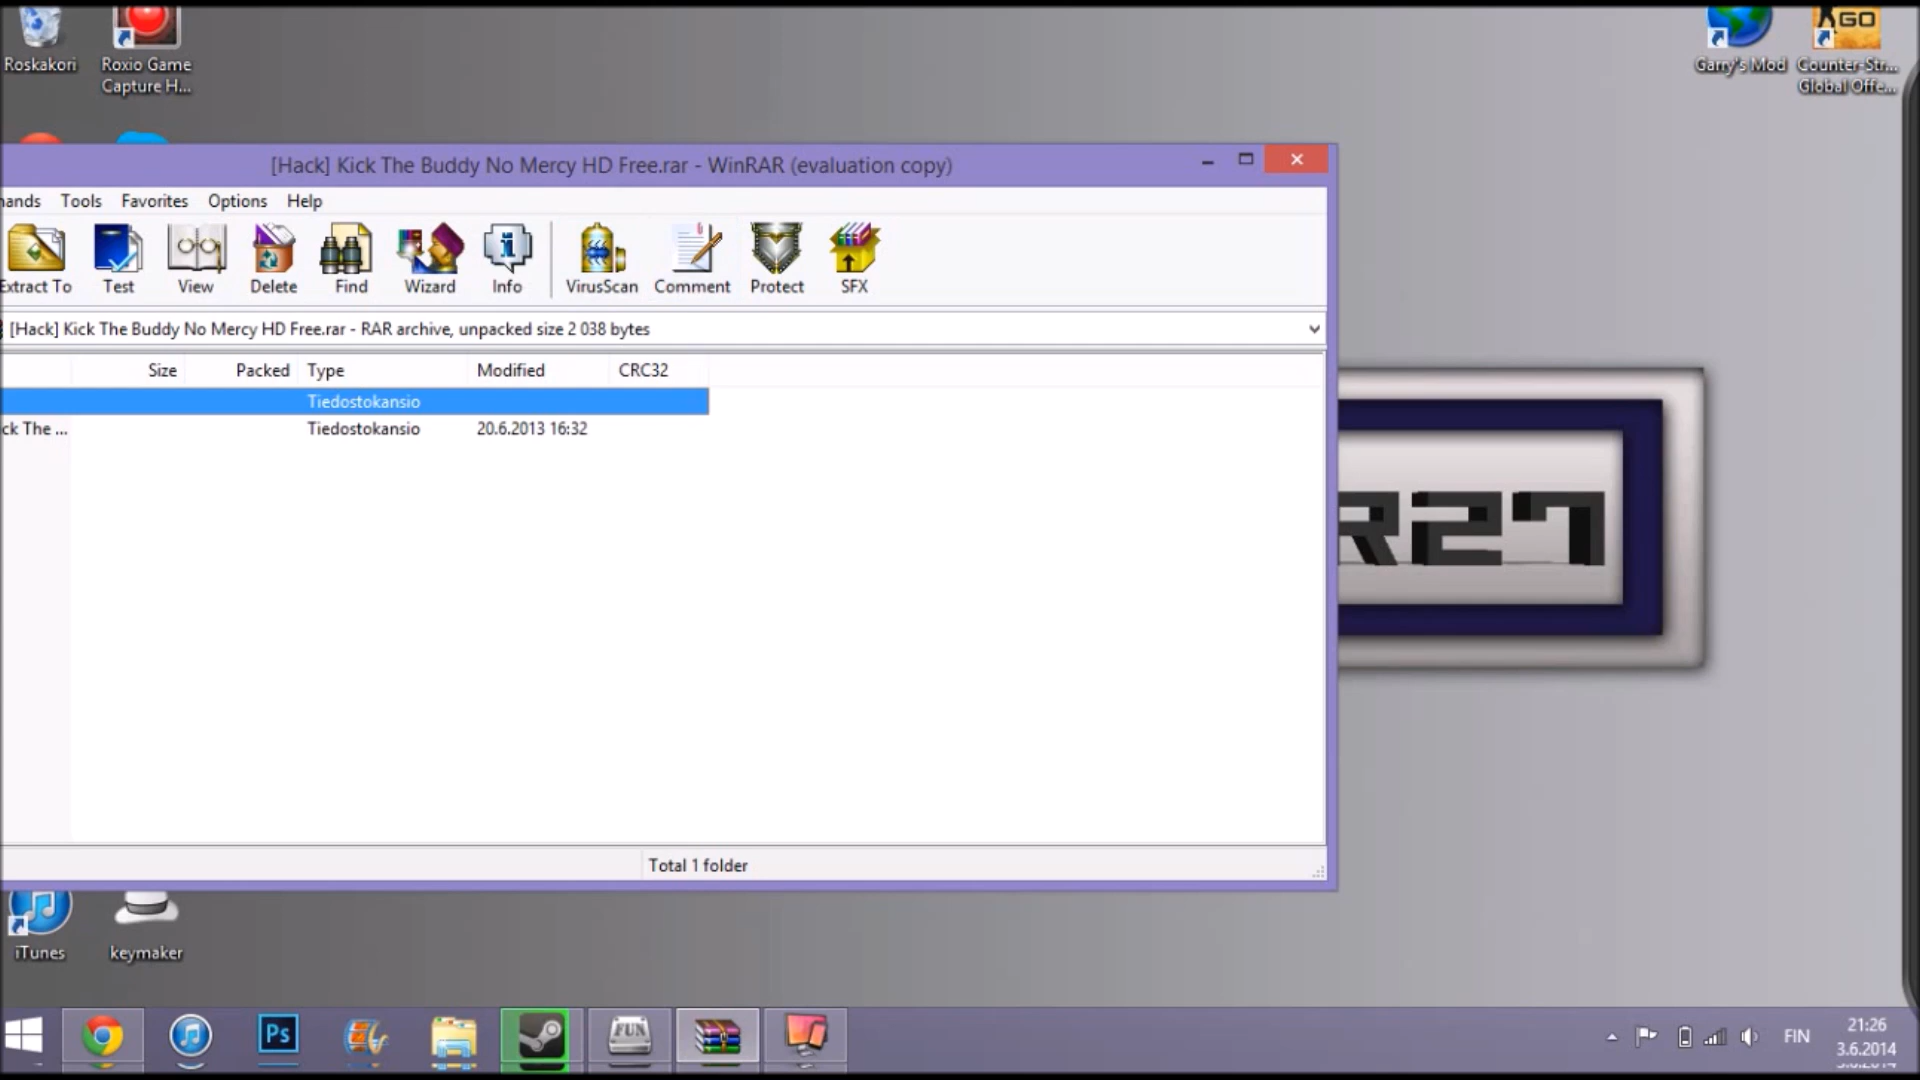 Roskakori
Roxio Game
Capture H...
Garry's Mod
Counter-Str...
Global Offe...
GO
[Hack] Kick The Buddy No Mercy HD Free.rar - WinRAR (evaluation copy)
ands Tools Favorites Options Help
Extract To Test View Delete Find Wizard Info VirusScan Comment Protect SFX
[Hack] Kick The Buddy No Mercy HD Free.rar - RAR archive, unpacked size 2 038 bytes
Size Packed Type Modified CRC32
Tiedostokansio
ck The ... Tiedostokansio 20.6.2013 16:32
R27
Total 1 folder
iTunes
keymaker
Ps
FUN
FIN
21:26
3.6.2014